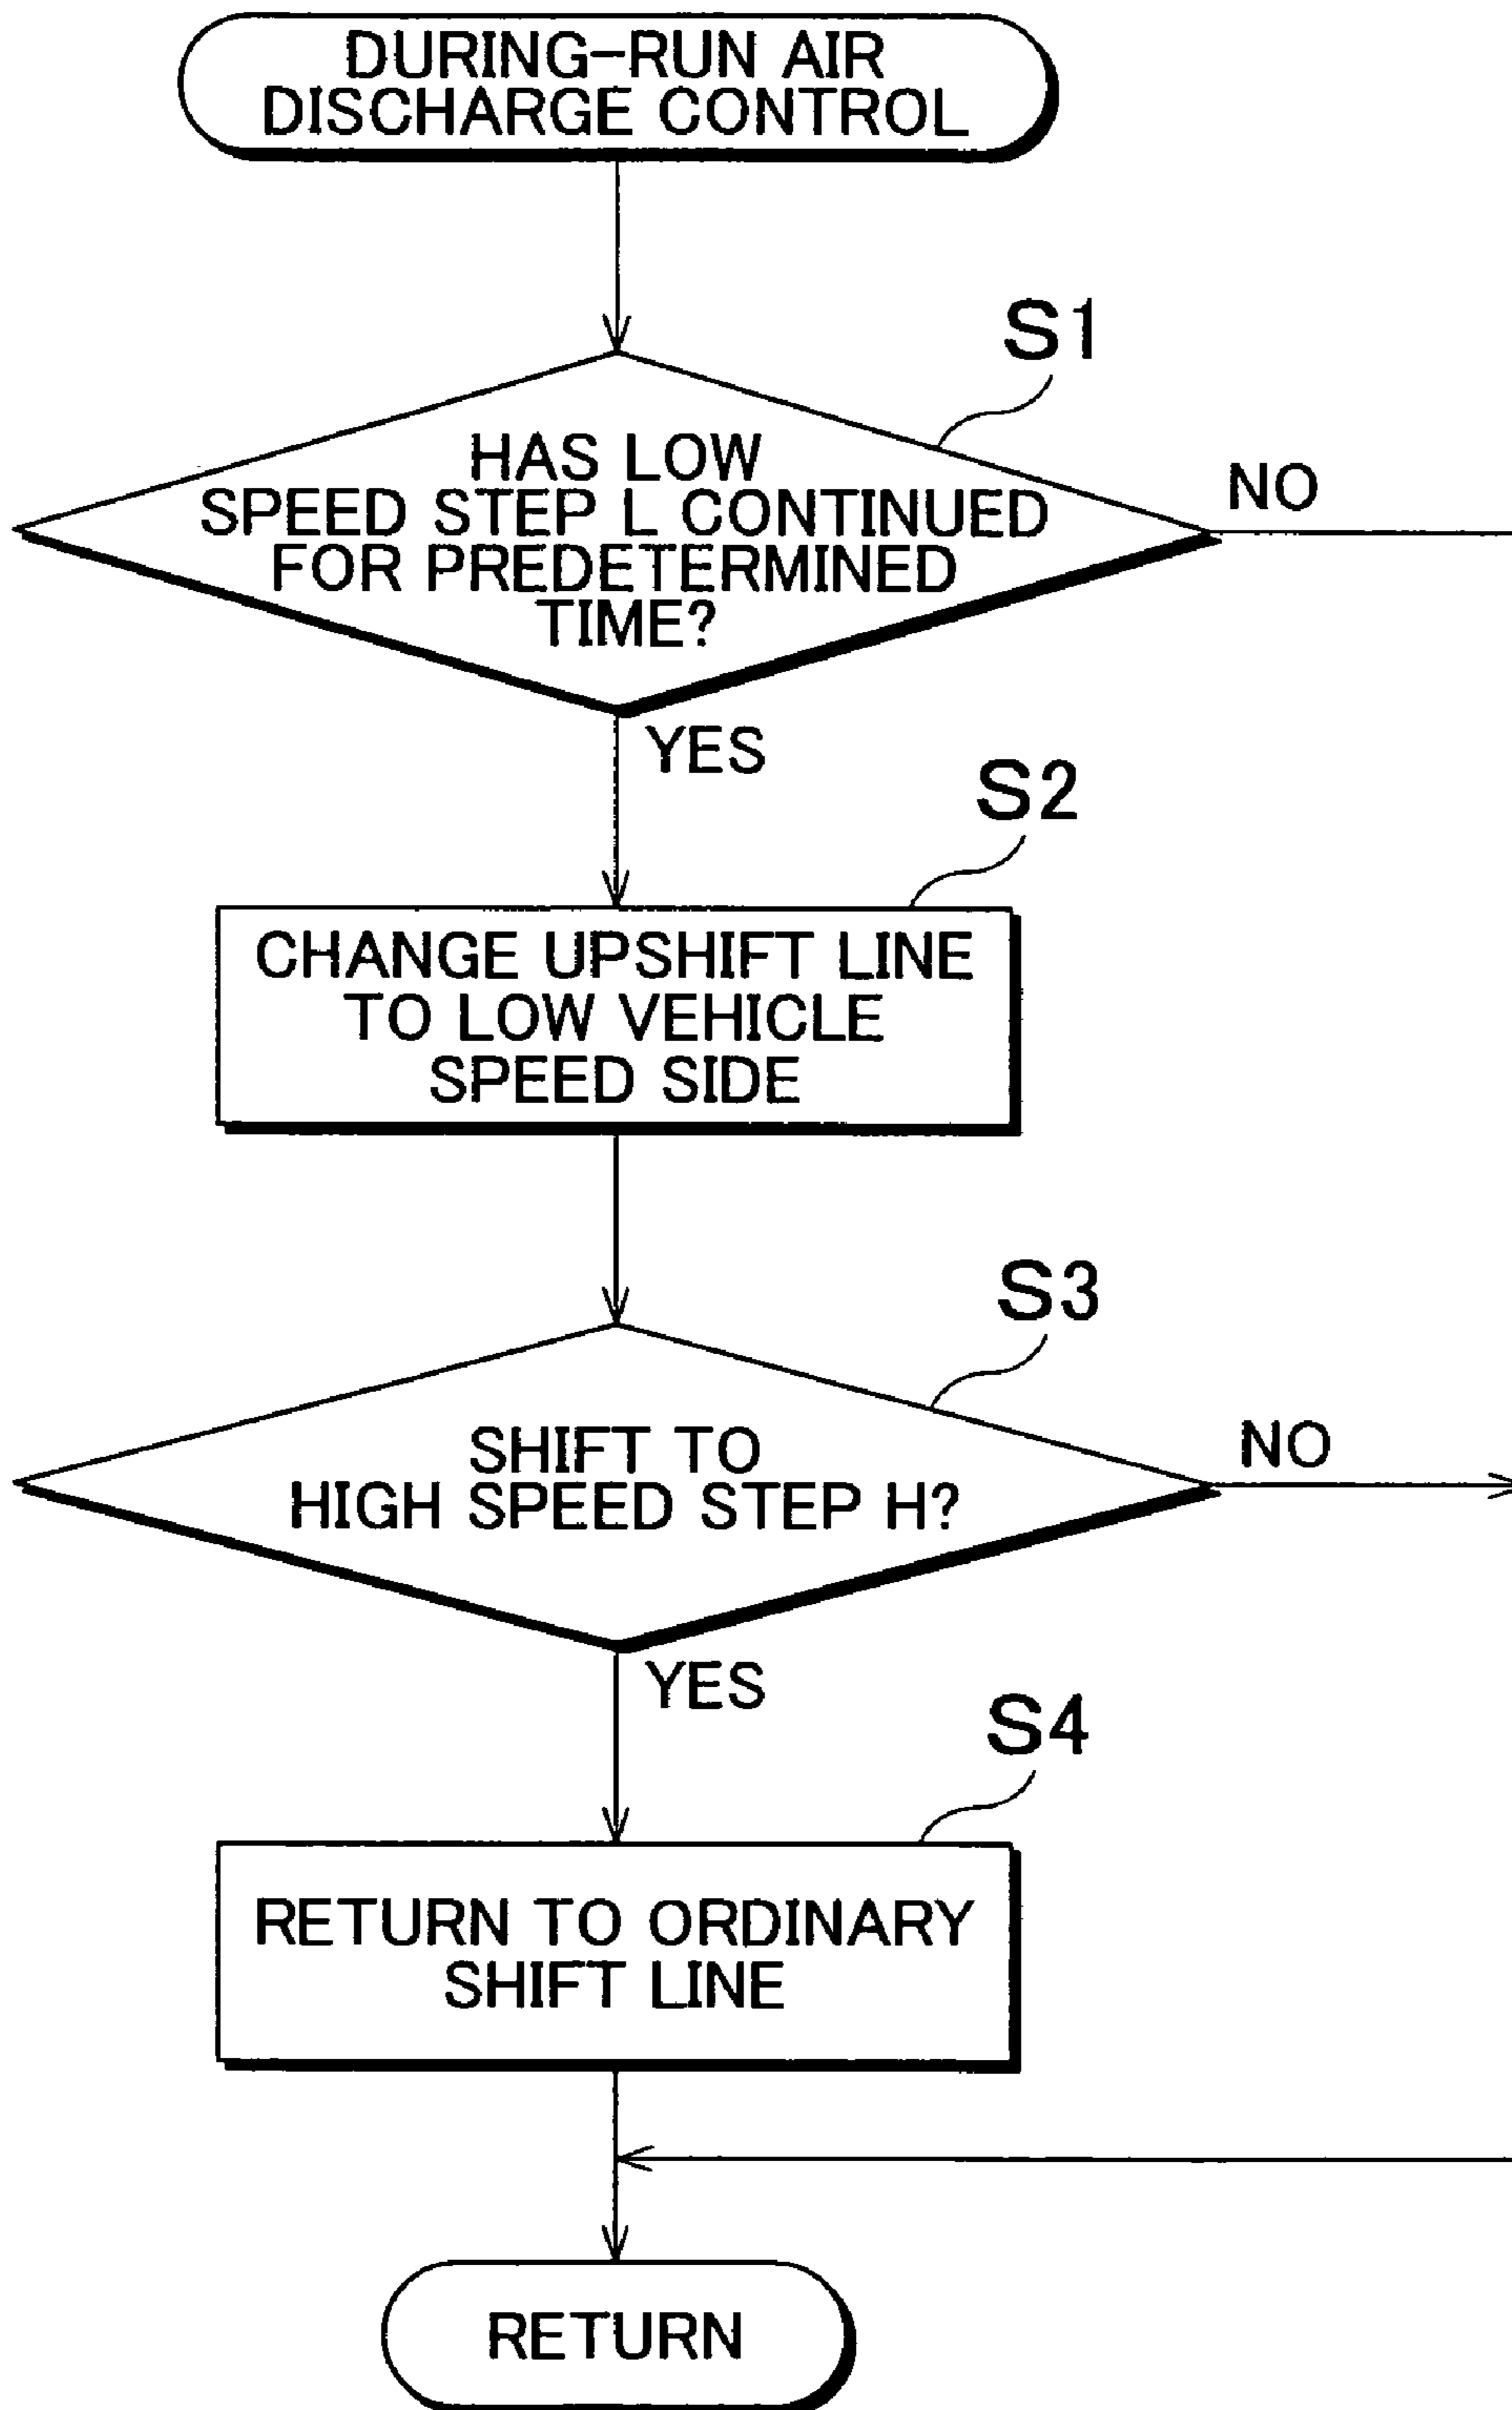 DURING-RUN AIR
DISCHARGE CONTROL
S1
HAS LOW
SPEED STEP L CONTINUED
FOR PREDETERMINED
TIME?
NO
YES
S2
CHANGE UPSHIFT LINE
TO LOW VEHICLE
SPEED SIDE
S3
SHIFT TO
HIGH SPEED STEP H?
NO
YES
S4
RETURN TO ORDINARY
SHIFT LINE
RETURN